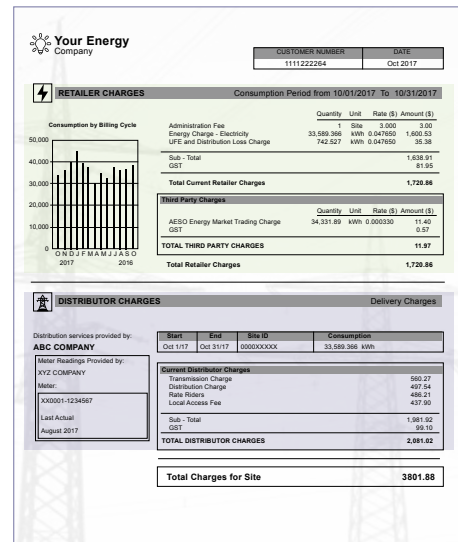 Your Energy
Company
CUSTOMER NUMBER DATE
1111222264 Oct 2017
RETAILER CHARGES Consumption Period from 10/01/2017 To 10/31/2017
Consumption by Billing Cycle
50,000
40,000
30,000
20,000
10,000
0
O N D J F M A M J J A S O
2017 2016
Quantity Unit Rate ($) Amount ($)
Administration Fee 1 Site 3.000 3.00
Energy Charge - Electricity 33,589.366 kWh 0.047650 1,600.53
UFE and Distribution Loss Charge 742.527 kWh 0.047650 35.38
Sub - Total 1,638.91
GST 81.95
Total Current Retailer Charges 1,720.86
Third Party Charges
Quantity Unit Rate ($) Amount ($)
AESO Energy Market Trading Charge 34,331.89 kWh 0.000330 11.40
GST 0.57
TOTAL THIRD PARTY CHARGES 11.97
Total Retailer Charges 1,720.86
DISTRIBUTOR CHARGES Delivery Charges
Distribution services provided by:
ABC COMPANY
Meter Readings Provided by:
XYZ COMPANY
Meter:
XX0001-1234567
Last Actual
August 2017
Start End Site ID Consumption
Oct 1/17 Oct 31/17 0000XXXXX 33,589.366 kWh
Current Distributor Charges
Transmission Charge 560.27
Distribution Charge 497.54
Rate Riders 486.21
Local Access Fee 437.90
Sub - Total 1,981.92
GST 99.10
TOTAL DISTRIBUTOR CHARGES 2,081.02
Total Charges for Site 3801.88